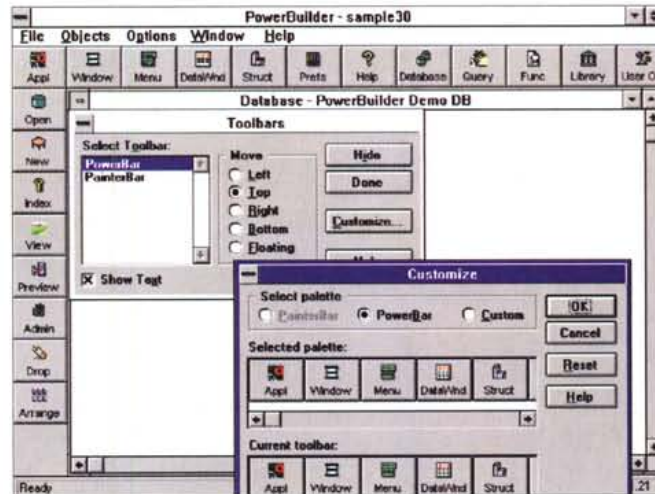 PowerBuilder - sample30
File Objects Options Window Help
Appl Window Menu DataWnd Struct Prefs Help Database Query Func Library User O
Database - PowerBuilder Demo DB
Open
New
Index
View
Preview
Admin
Drop
Arrange
Toolbars
Select Toolbar:
PowerBar
PainterBar
Show Text
Move
Left
Top
Right
Bottom
Floating
Hide
Done
Customize...
Customize
Select palette
PainterBar PowerBar Custom
OK
Cancel
Reset
Help
Selected palette:
Appl Window Menu DataWnd Struct
Current toolbar:
Appl Window Menu DataWnd Struct
Ready
:21